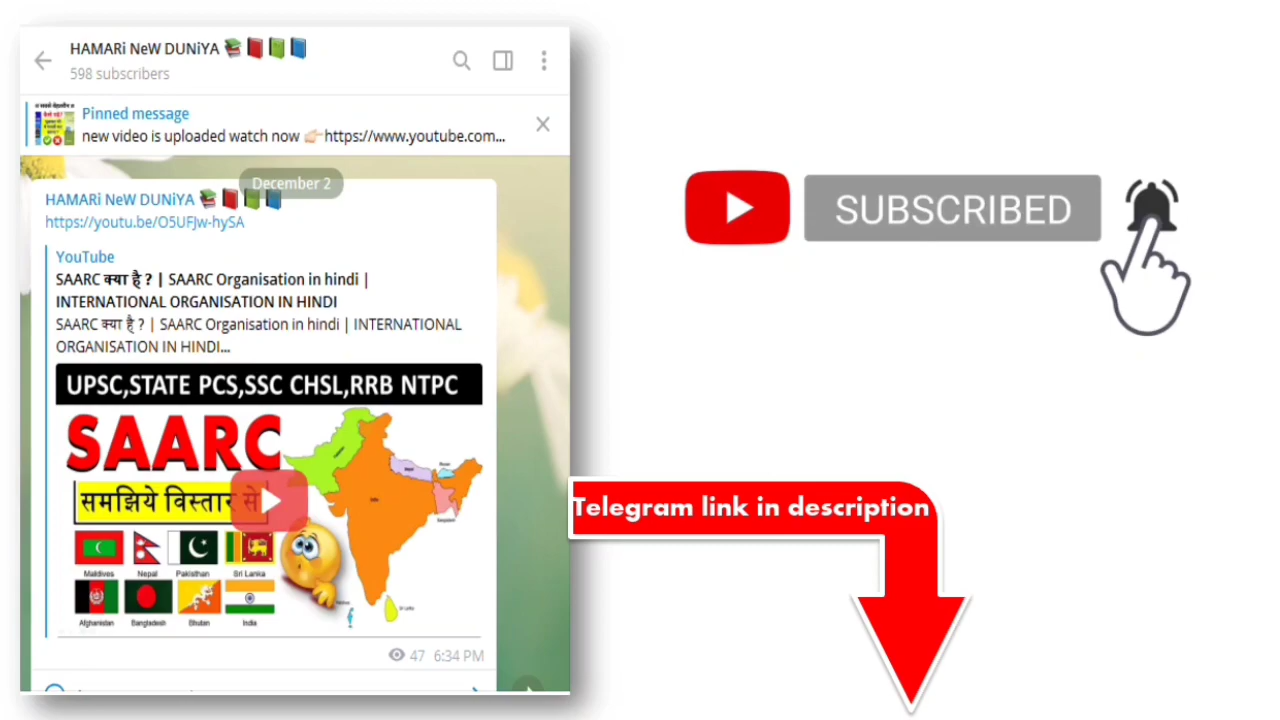 HAMARi NeW DUNiYA
598 subscribers
Pinned message
new video is uploaded watch now 👉🏻https://www.youtube.com...
December 2
HAMARi NeW DUNiYA
https://youtu.be/O5UFJw-hySA
YouTube
SAARC क्या है ? | SAARC Organisation in hindi |
INTERNATIONAL ORGANISATION IN HINDI
SAARC क्या है ? | SAARC Organisation in hindi | INTERNATIONAL
ORGANISATION IN HINDI...
UPSC,STATE PCS,SSC CHSL,RRB NTPC
SAARC
समझिये विस्तार से
Maldives Nepal Pakisthan Sri Lanka
Afghanistan Bangladesh Bhutan India
47 6:34 PM
SUBSCRIBED
Telegram link in description